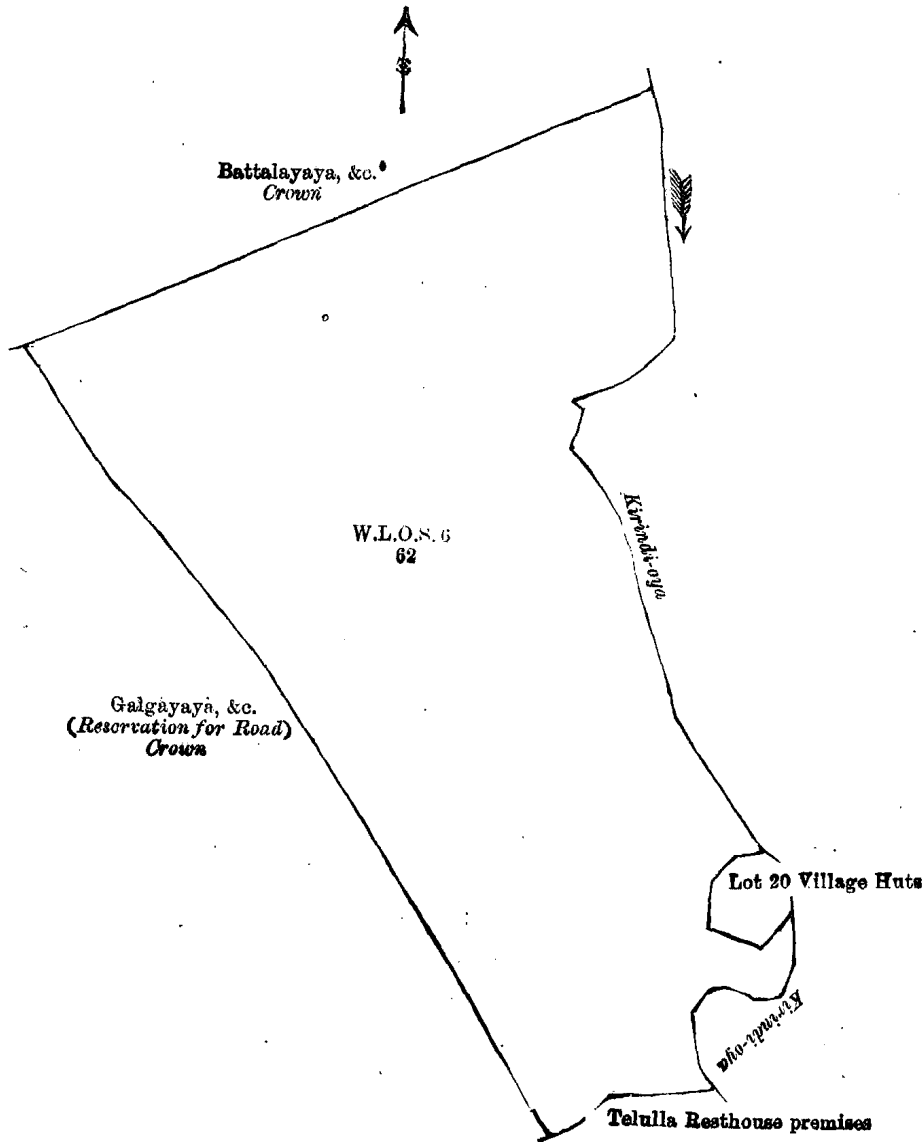 Battalayaya, &c.
Crown
Kirindi-oya
W.L.O.S. 6
62
Galgayaya, &c.
(Reservation for Road)
Crown
Lot 20 Village Huts
Kirindi-oya
Telulla Resthouse premises